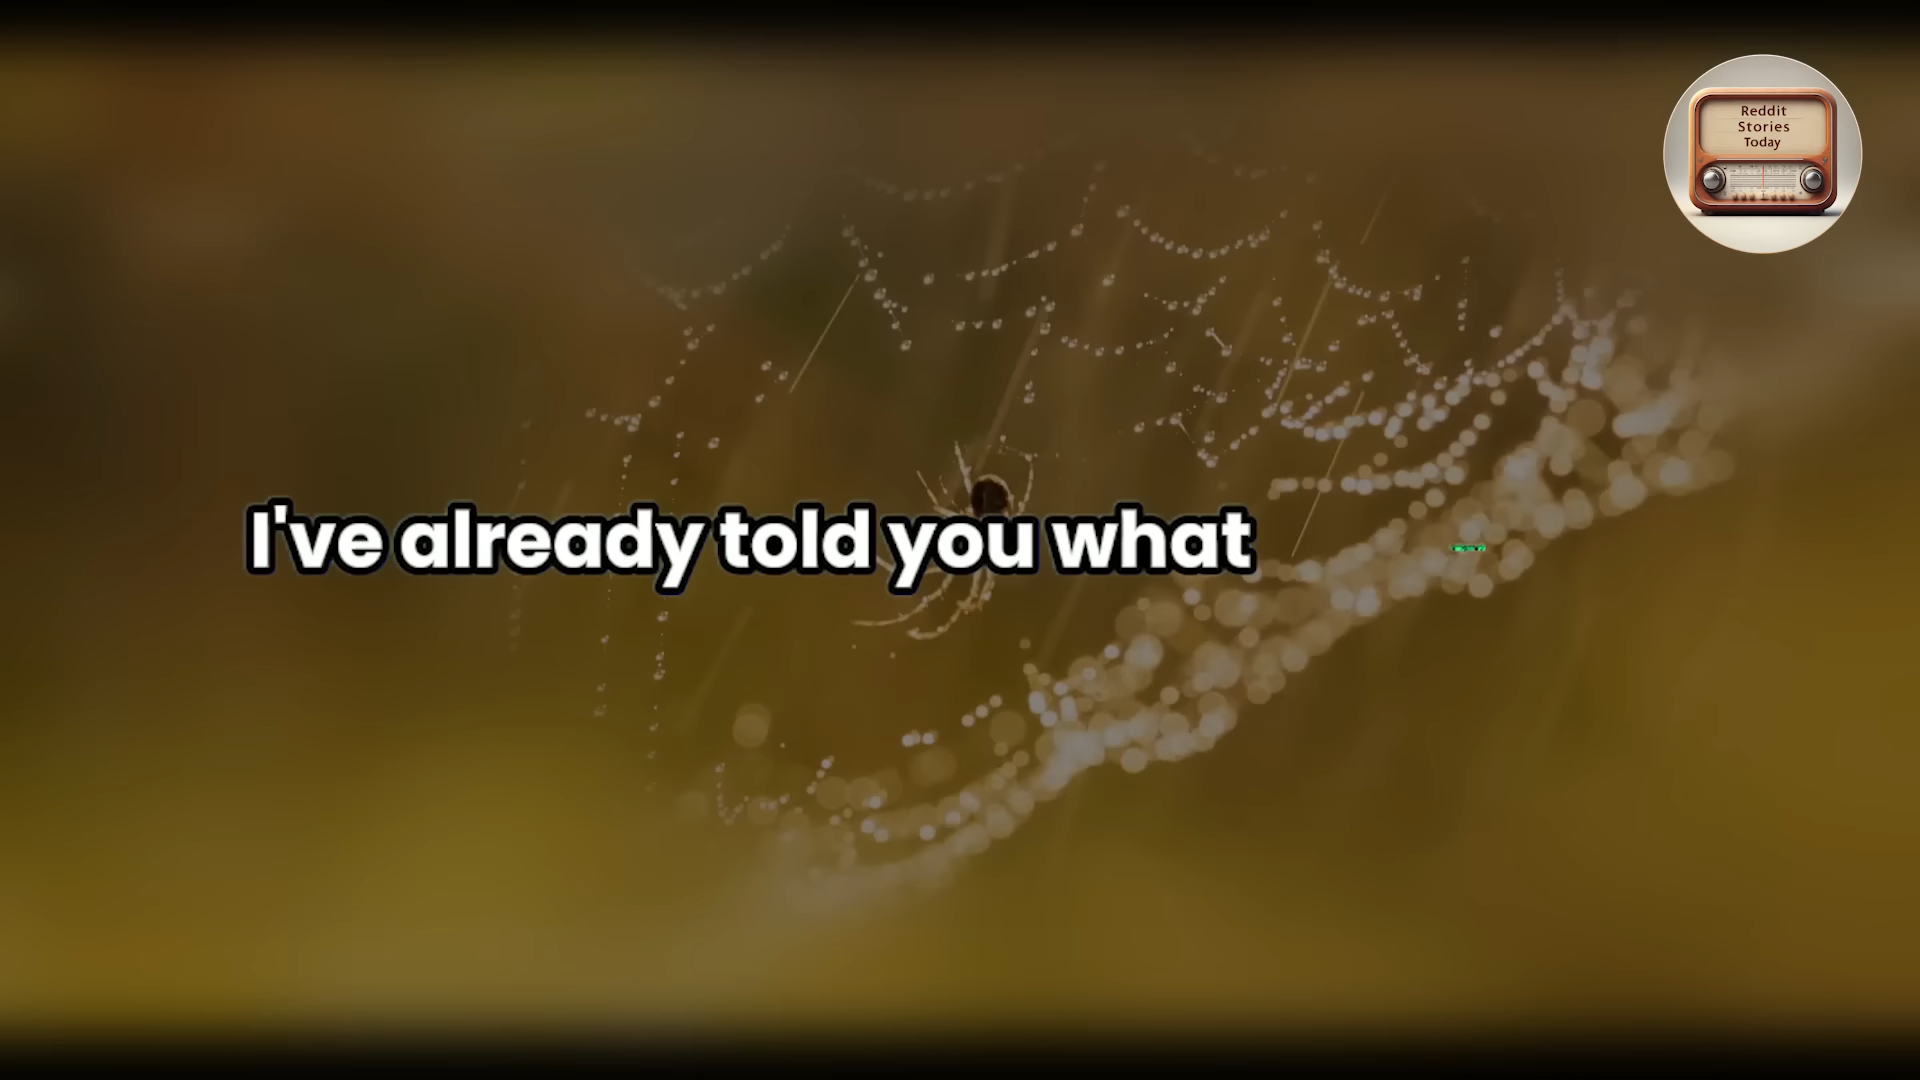 Reddit
Stories
Today
I've already told you what